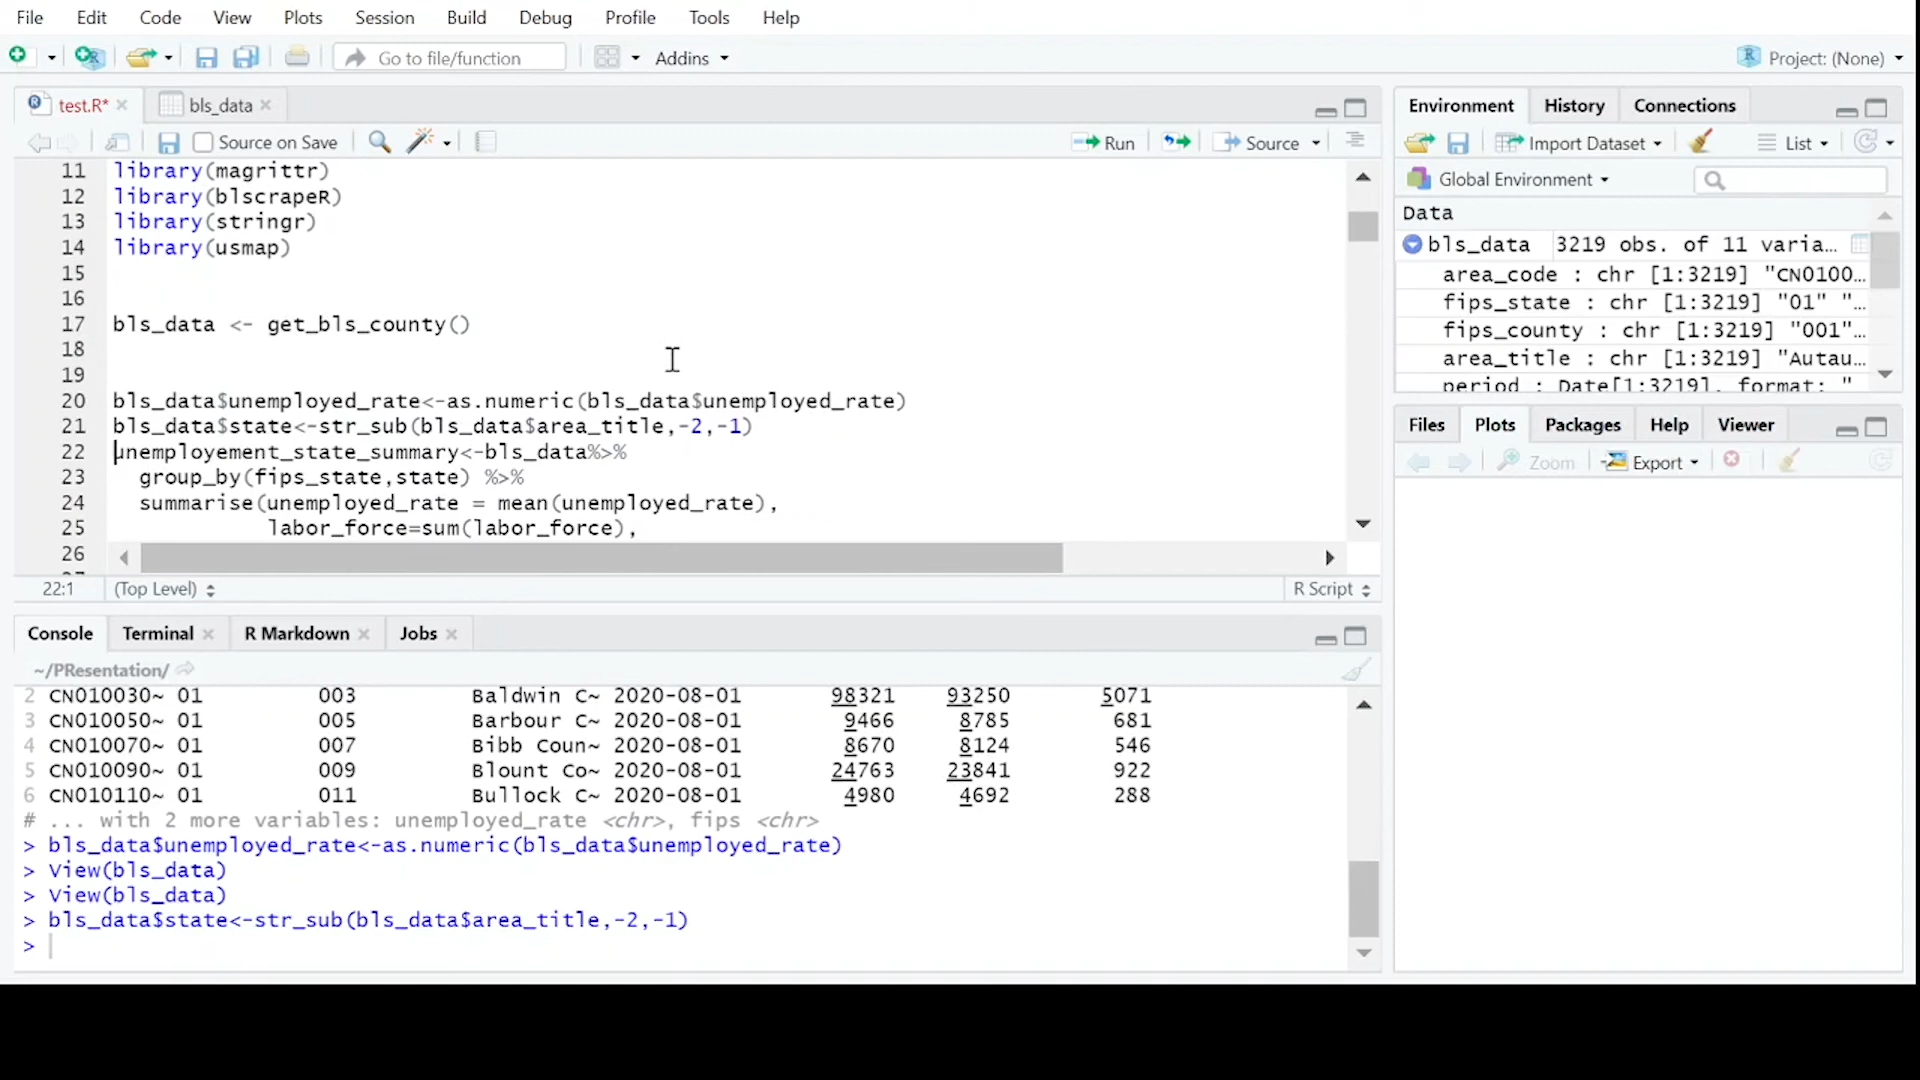 File Edit Code View Plots Session Build Debug Profile Tools Help
Go to file/function Addins Project: (None)
test.R* bls_data
Source on Save Run Source
11 library(magrittr)
12 library(blscrapeR)
13 library(stringr)
14 library(usmap)
15
16
17 bls_data <- get_bls_county()
18
19
20 bls_data$unemployed_rate<-as.numeric(bls_data$unemployed_rate)
21 bls_data$state<-str_sub(bls_data$area_title,-2,-1)
22 unemployement_state_summary<-bls_data%>%
23 group_by(fips_state,state) %>%
24 summarise(unemployed_rate = mean(unemployed_rate),
25 labor_force=sum(labor_force),
26
22:1 (Top Level) R Script
Console Terminal R Markdown Jobs
~/PResentation/
2 CN010030~ 01 003 Baldwin C~ 2020-08-01 98321 93250 5071
3 CN010050~ 01 005 Barbour C~ 2020-08-01 9466 8785 681
4 CN010070~ 01 007 Bibb Coun~ 2020-08-01 8670 8124 546
5 CN010090~ 01 009 Blount Co~ 2020-08-01 24763 23841 922
6 CN010110~ 01 011 Bullock C~ 2020-08-01 4980 4692 288
# ... with 2 more variables: unemployed_rate <chr>, fips <chr>
> bls_data$unemployed_rate<-as.numeric(bls_data$unemployed_rate)
> View(bls_data)
> View(bls_data)
> bls_data$state<-str_sub(bls_data$area_title,-2,-1)
>
Environment History Connections
Import Dataset List
Global Environment
Data
bls_data 3219 obs. of 11 varia…
area_code : chr [1:3219] "CN0100…
fips_state : chr [1:3219] "01" "…
fips_county : chr [1:3219] "001"…
area_title : chr [1:3219] "Autau…
period : Date[1:3219], format: "
Files Plots Packages Help Viewer
Zoom Export